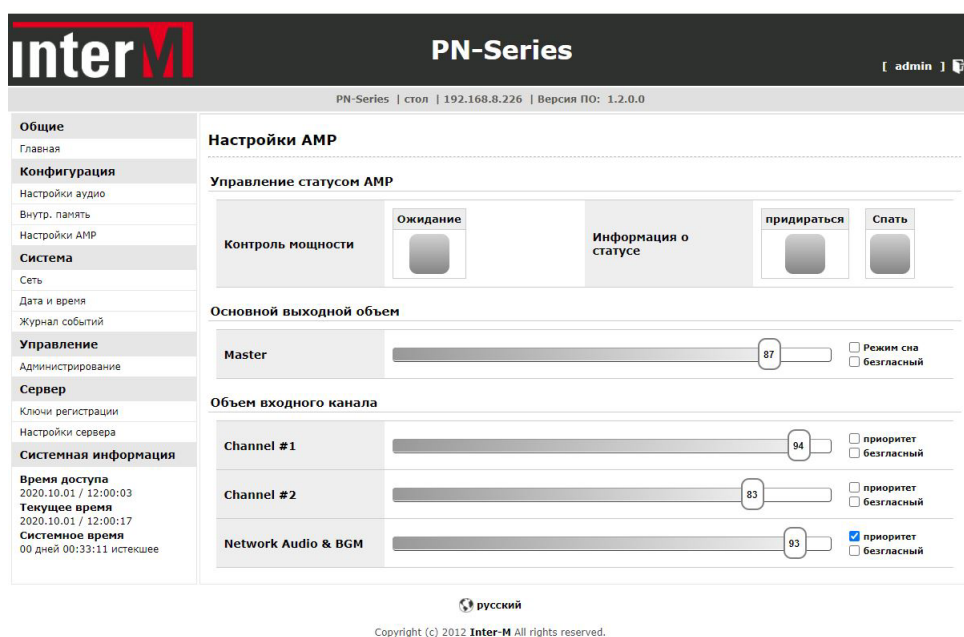 inter M
PN-Series
[ admin ]
PN-Series | стол | 192.168.8.226 | Версия ПО: 1.2.0.0
Общие
Главная
Конфигурация
Настройки аудио
Внутр. память
Настройки AMP
Система
Сеть
Дата и время
Журнал событий
Управление
Администрирование
Сервер
Ключи регистрации
Настройки сервера
Системная информация
Время доступа
2020.10.01 / 12:00:03
Текущее время
2020.10.01 / 12:00:17
Системное время
00 дней 00:33:11 истекшее
Настройки AMP
Управление статусом AMP
Контроль мощности
Ожидание
Информация о
статусе
придираться
Спать
Основной выходной объем
Master
87
Режим сна
безгласный
Объем входного канала
Channel #1
94
приоритет
безгласный
Channel #2
83
приоритет
безгласный
Network Audio & BGM
93
приоритет
безгласный
русский
Copyright (c) 2012 Inter-M All rights reserved.